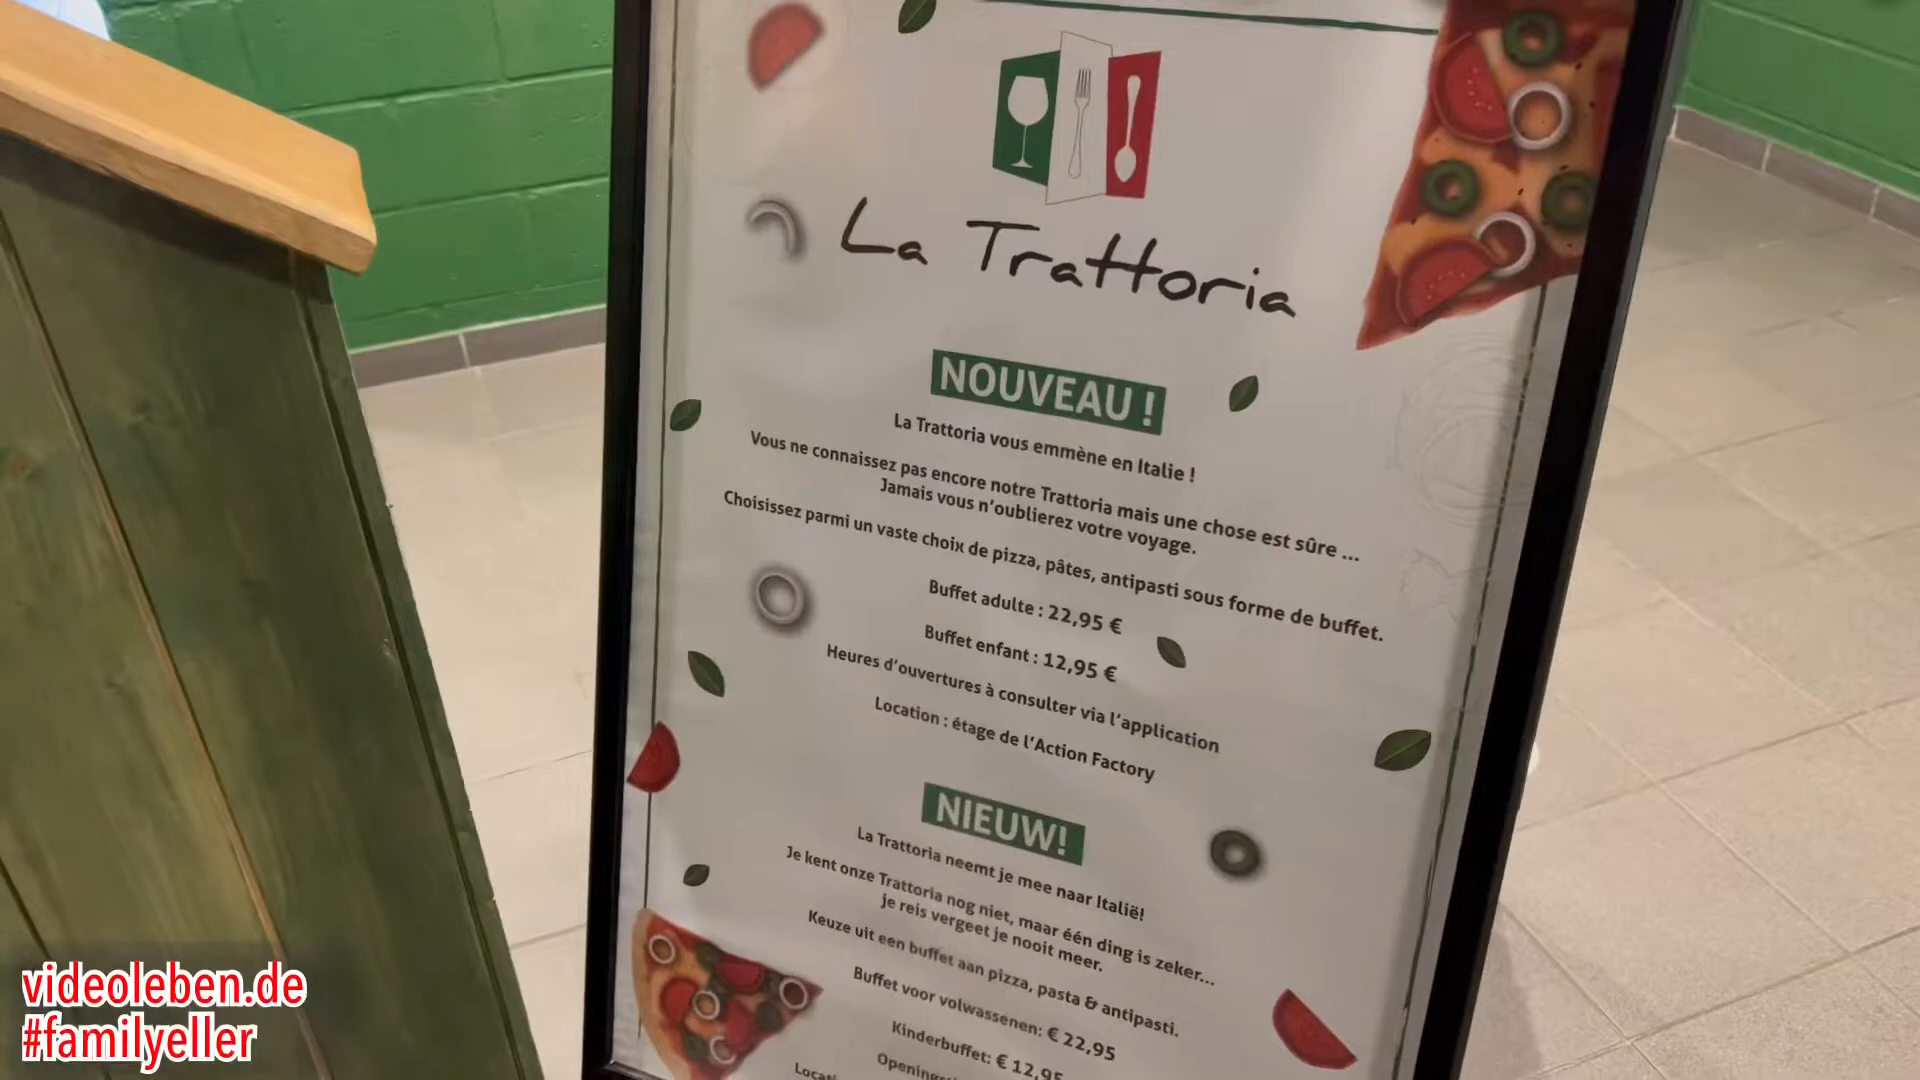 La Trattoria
NOUVEAU !
La Trattoria vous emmène en Italie !
Vous ne connaissez pas encore notre Trattoria mais une chose est sûre ...
Jamais vous n'oublierez votre voyage.
Choisissez parmi un vaste choix de pizza, pâtes, antipasti sous forme de buffet.
Buffet adulte : 22,95 €
Buffet enfant : 12,95 €
Heures d'ouvertures à consulter via l'application
Location : étage de l'Action Factory
NIEUW!
La Trattoria neemt je mee naar Italië!
Je kent onze Trattoria nog niet, maar één ding is zeker...
je reis vergeet je nooit meer.
Keuze uit een buffet aan pizza, pasta & antipasti.
Buffet voor volwassenen: € 22,95
Kinderbuffet: € 12,95
videoleben.de
#familyeller